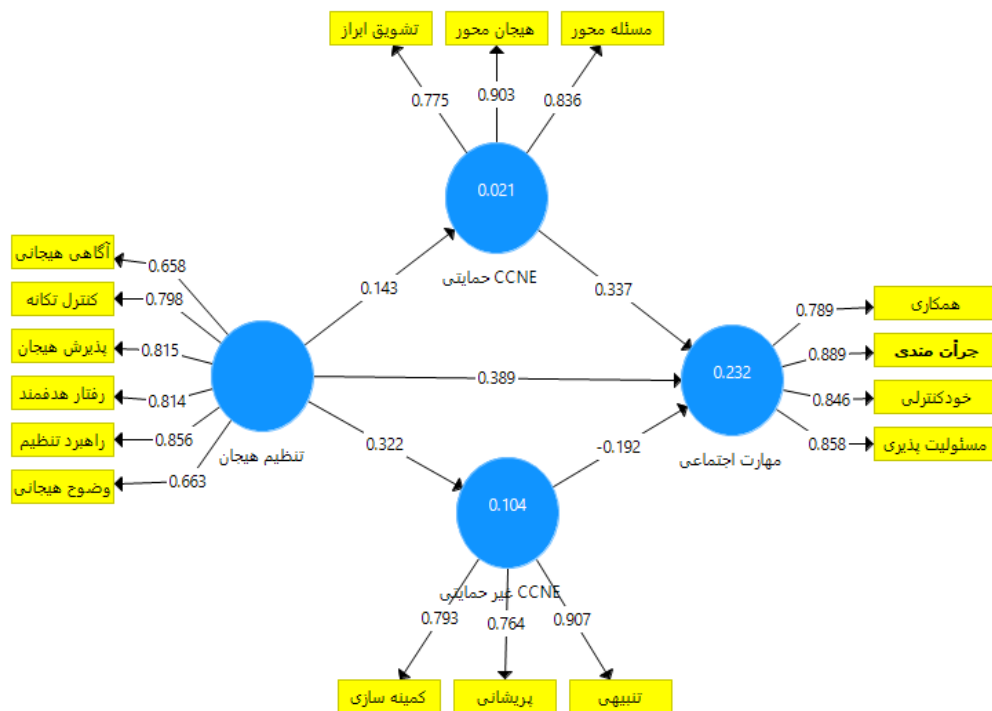 تشویق ابراز
هیجان محور
مسئله محور
0.775
0.903
0.836
0.021
CCNE حمایتی
آگاهی هیجانی
کنترل تکانه
پذیرش هیجان
رفتار هدفمند
راهبرد تنظیم
وضوح هیجانی
0.658
0.798
0.815
0.814
0.856
0.663
تنظیم هیجان
0.143
0.337
0.389
0.322
-0.192
0.232
مهارت اجتماعی
0.789
0.889
0.846
0.858
همکاری
جرأت مندی
خودکنترلی
مسئولیت پذیری
0.104
CCNE غیر حمایتی
0.793
0.764
0.907
کمینه سازی
پریشانی
تنبیهی